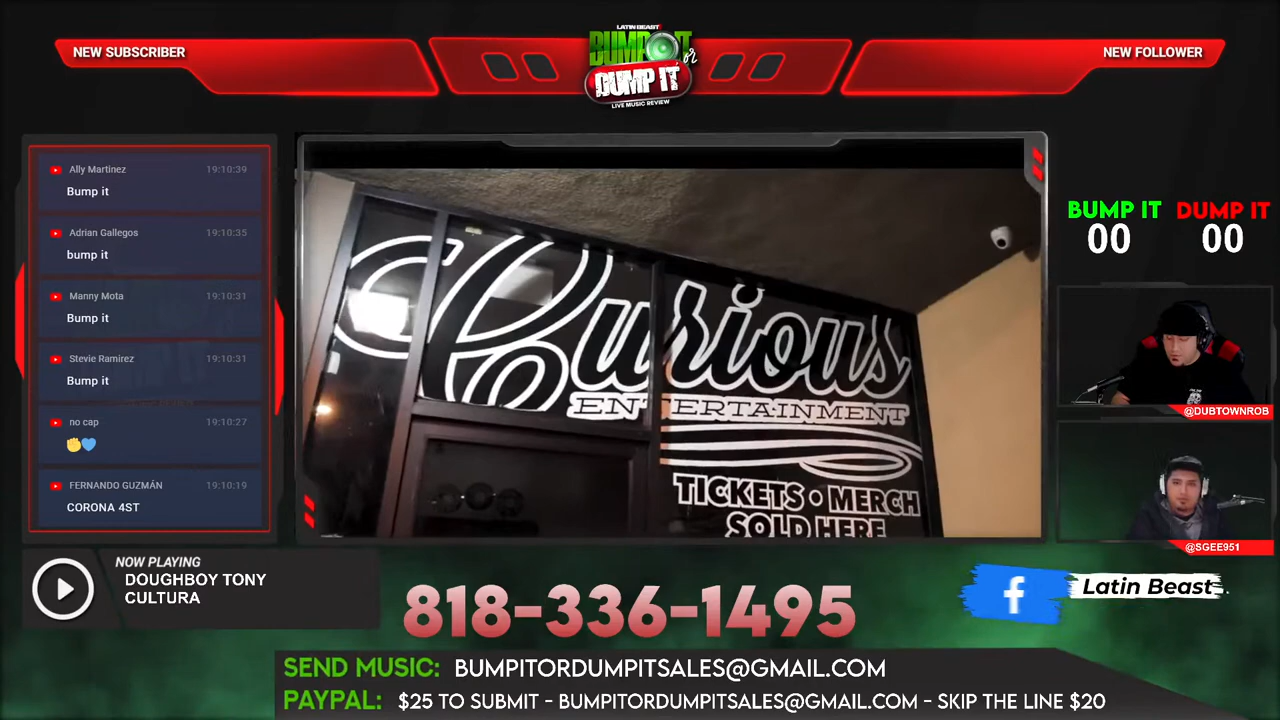 NEW SUBSCRIBER
LATIN BEAST
BUMP IT
or
DUMP IT
LIVE MUSIC REVIEW
NEW FOLLOWER
Ally Martinez 19:10:39
Bump it
Adrian Gallegos 19:10:35
bump it
Manny Mota 19:10:31
Bump it
Stevie Ramirez 19:10:31
Bump it
no cap 19:10:27
✊💙
FERNANDO GUZMÁN 19:10:19
CORONA 4ST
Curious
ENTERTAINMENT
TICKETS • MERCH
SOLD HERE
BUMP IT DUMP IT
00 00
@DUBTOWNROB
@SGEE951
NOW PLAYING
DOUGHBOY TONY
CULTURA
818-336-1495
f Latin Beast
SEND MUSIC: BUMPITORDUMPITSALES@GMAIL.COM
PAYPAL: $25 TO SUBMIT - BUMPITORDUMPITSALES@GMAIL.COM - SKIP THE LINE $20